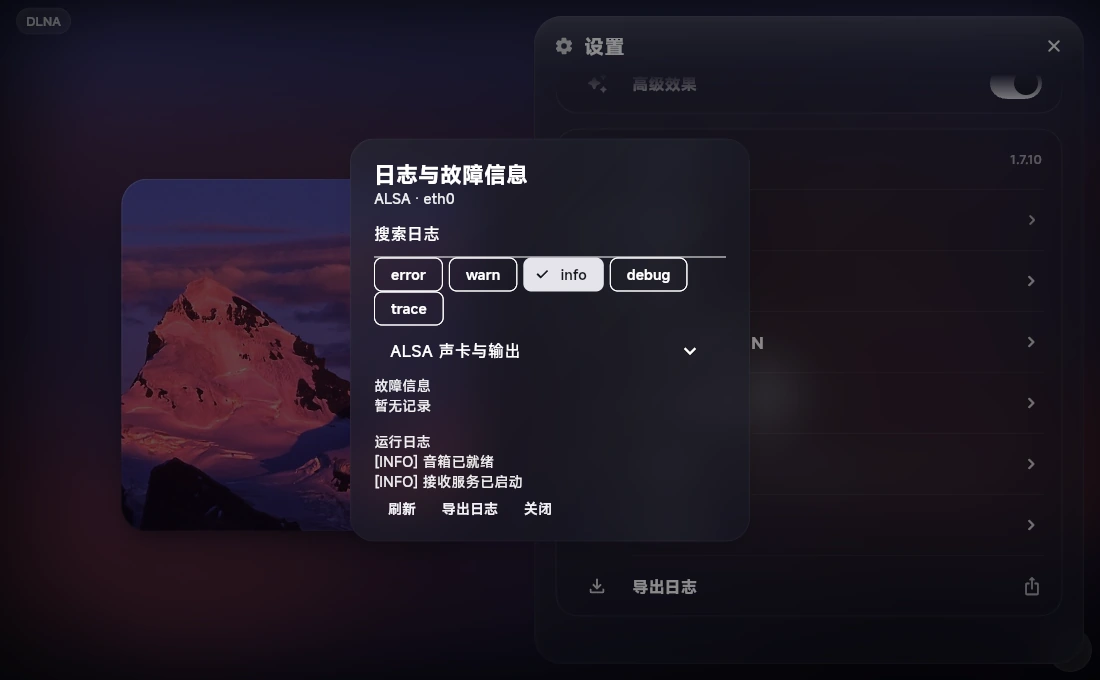 DLNA
设置
高级效果
1.7.10
日志与故障信息
ALSA · eth0
搜索日志
error
warn
info
debug
trace
ALSA 声卡与输出
N
故障信息
暂无记录
运行日志
[INFO] 音箱已就绪
[INFO] 接收服务已启动
刷新
导出日志
关闭
导出日志